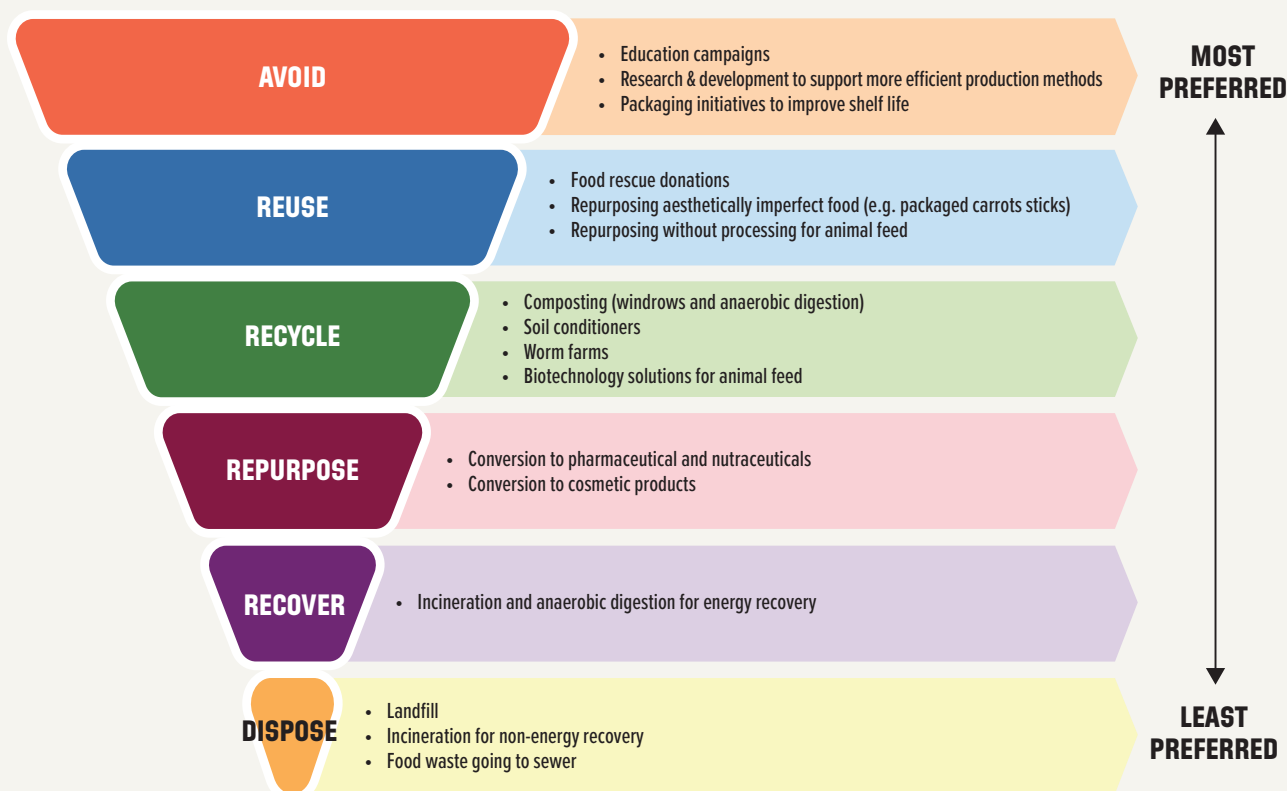 AVOID
• Education campaigns
• Research & development to support more efficient production methods
• Packaging initiatives to improve shelf life
MOST
PREFERRED
REUSE
• Food rescue donations
• Repurposing aesthetically imperfect food (e.g. packaged carrots sticks)
• Repurposing without processing for animal feed
RECYCLE
• Composting (windrows and anaerobic digestion)
• Soil conditioners
• Worm farms
• Biotechnology solutions for animal feed
REPURPOSE
• Conversion to pharmaceutical and nutraceuticals
• Conversion to cosmetic products
RECOVER
• Incineration and anaerobic digestion for energy recovery
DISPOSE
• Landfill
• Incineration for non-energy recovery
• Food waste going to sewer
LEAST
PREFERRED